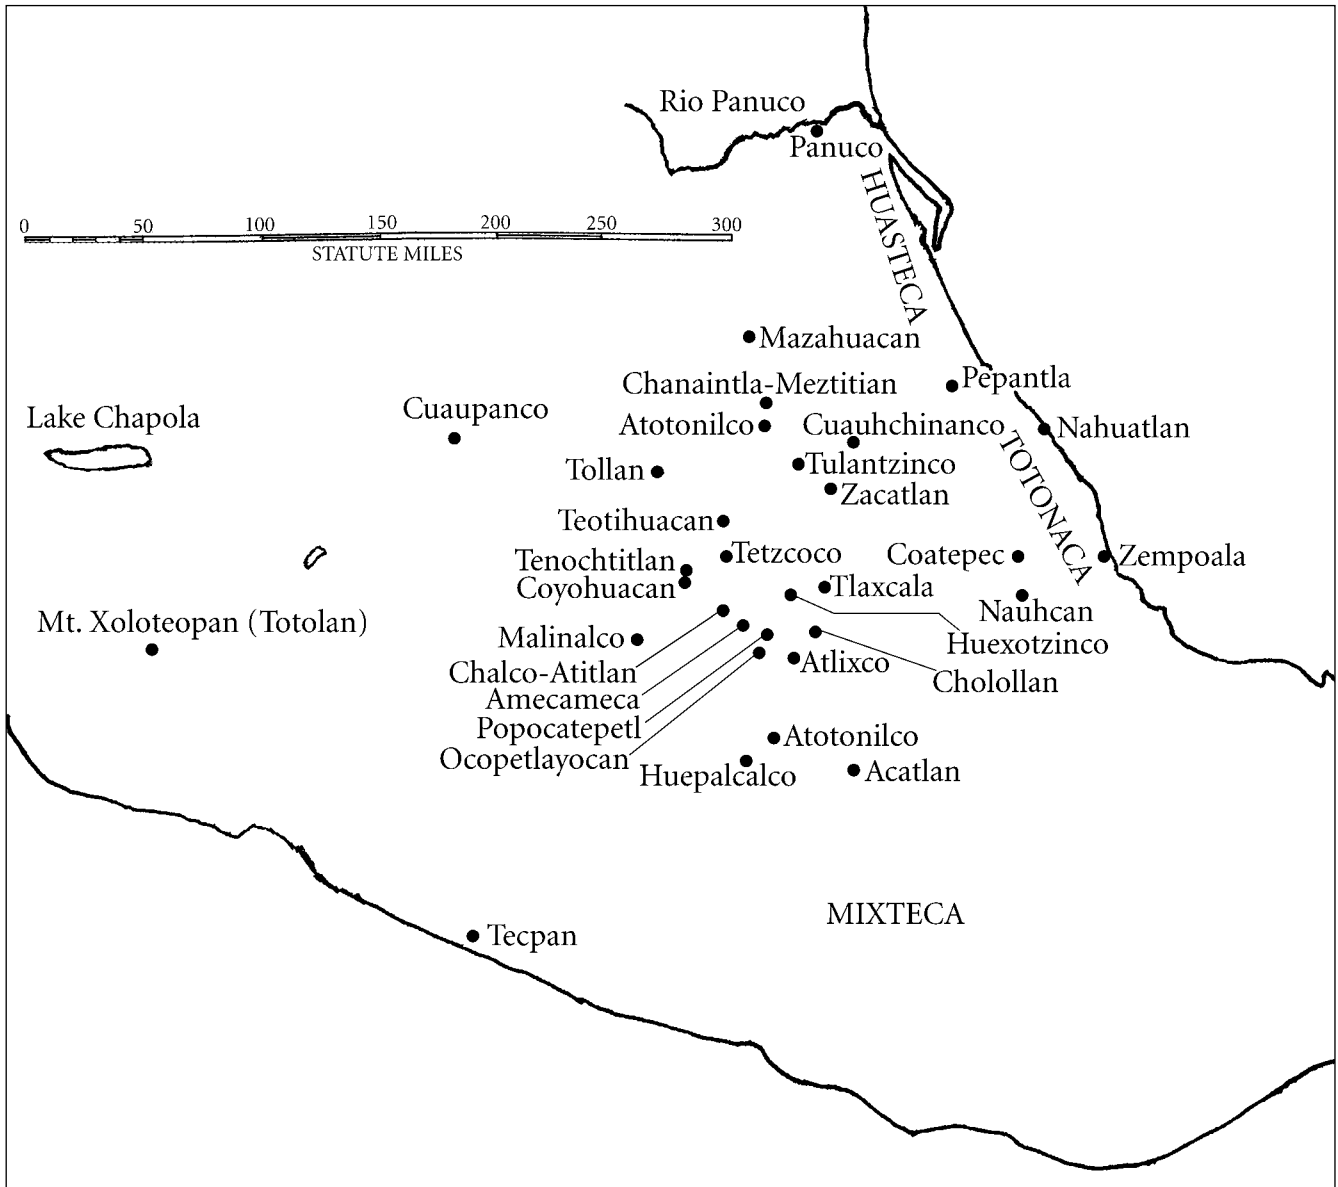 Rio Panuco
Panuco
HUASTECA
0 50 100 150 200 250 300
STATUTE MILES
Mazahuacan
Chanaintla-Meztitian
Pepantla
Lake Chapola
Cuaupanco
Atotonilco
Cuauhchinanco
Nahuatlan
TOTONACA
Tollan
Tulantzinco
Zacatlan
Teotihuacan
Tenochtitlan
Tetzcoco
Coatepec
Zempoala
Coyohuacan
Tlaxcala
Nauhcan
Mt. Xoloteopan (Totolan)
Malinalco
Huexotzinco
Chalco-Atitlan
Atlixco
Cholollan
Amecameca
Popocatepetl
Ocopetlayocan
Atotonilco
Huepalcalco
Acatlan
MIXTECA
Tecpan